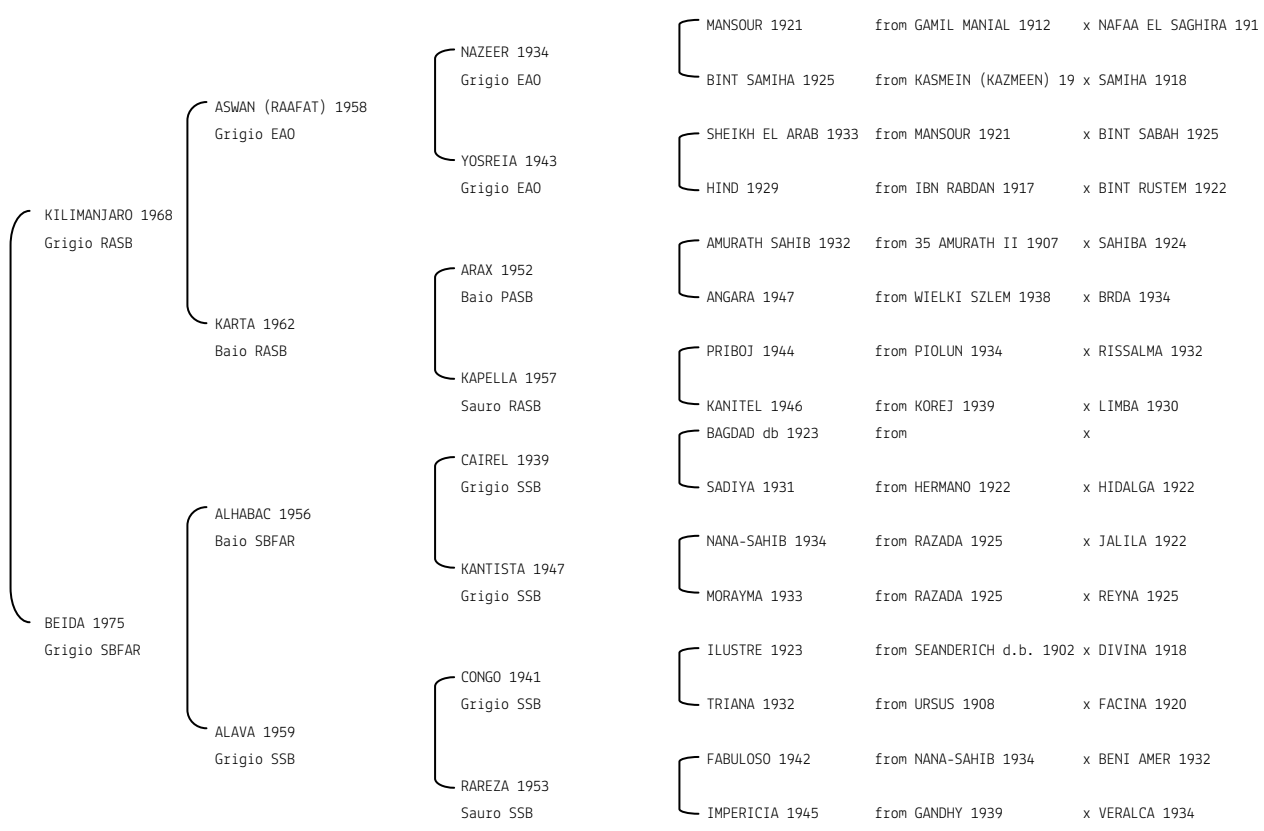 MANSOUR 1921 from GAMIL MANIAL 1912 x NAFAA EL SAGHIRA 191
NAZEER 1934
Grigio EAO BINT SAMIHA 1925 from KASMEIN (KAZMEEN) 19 x SAMIHA 1918
ASWAN (RAAFAT) 1958
Grigio EAO SHEIKH EL ARAB 1933 from MANSOUR 1921 x BINT SABAH 1925
YOSREIA 1943
Grigio EAO HIND 1929 from IBN RABDAN 1917 x BINT RUSTEM 1922
KILIMANJARO 1968
Grigio RASB AMURATH SAHIB 1932 from 35 AMURATH II 1907 x SAHIBA 1924
ARAX 1952
Baio PASB ANGARA 1947 from WIELKI SZLEM 1938 x BRDA 1934
KARTA 1962
Baio RASB PRIBOJ 1944 from PIOLUN 1934 x RISSALMA 1932
KAPELLA 1957
Sauro RASB KANITEL 1946 from KOREJ 1939 x LIMBA 1930
BAGDAD db 1923 from x
CAIREL 1939
Grigio SSB SADIYA 1931 from HERMANO 1922 x HIDALGA 1922
ALHABAC 1956
Baio SBFAR NANA-SAHIB 1934 from RAZADA 1925 x JALILA 1922
KANTISTA 1947
Grigio SSB MORAYMA 1933 from RAZADA 1925 x REYNA 1925
BEIDA 1975
Grigio SBFAR ILUSTRE 1923 from SEANDERICH d.b. 1902 x DIVINA 1918
CONGO 1941
Grigio SSB TRIANA 1932 from URSUS 1908 x FACINA 1920
ALAVA 1959
Grigio SSB FABULOSO 1942 from NANA-SAHIB 1934 x BENI AMER 1932
RAREZA 1953
Sauro SSB IMPERICIA 1945 from GANDHY 1939 x VERALCA 1934